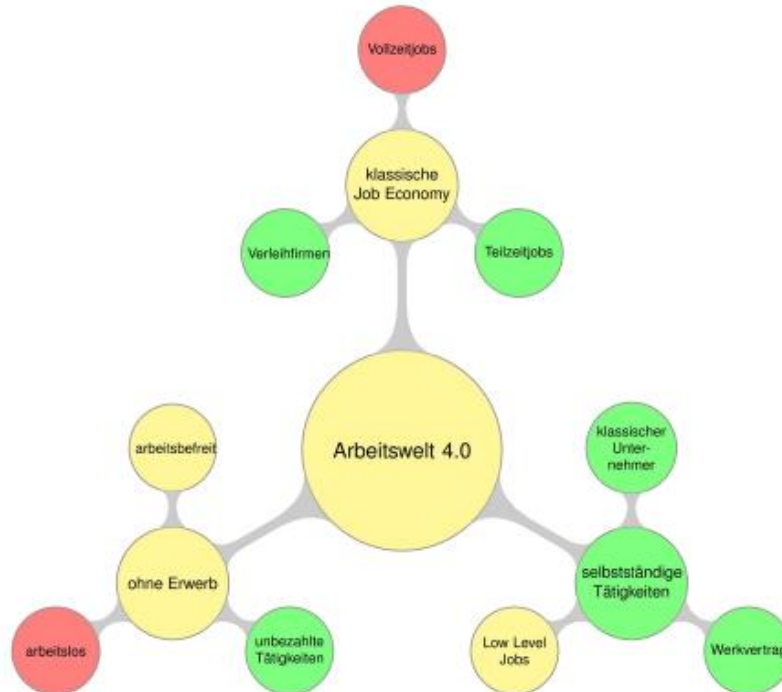 Vollzeitjobs
klassische
Job Economy
Verleihfirmen
Teilzeitjobs
Arbeitswelt 4.0
arbeitsbefreit
ohne Erwerb
arbeitslos
unbezahlte
Tätigkeiten
klassischer
Unter-
nehmer
selbstständige
Tätigkeiten
Low Level
Jobs
Werkvertrag